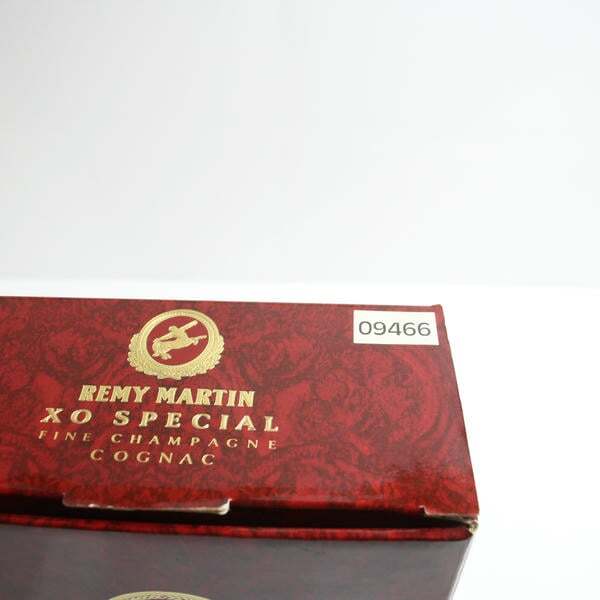 09466
REMY MARTIN
XO SPECIAL
FINE CHAMPAGNE
COGNAC